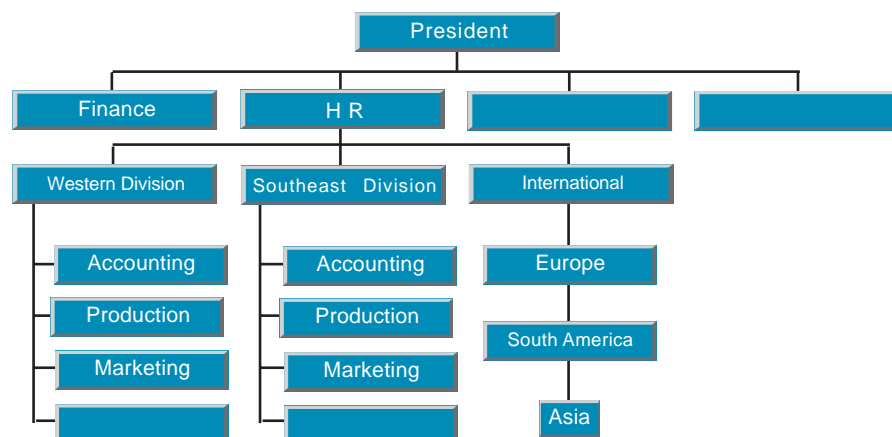 President
Finance
H R
Western Division
Southeast Division
International
Accounting
Production
Marketing
Accounting
Production
Marketing
Europe
South America
Asia